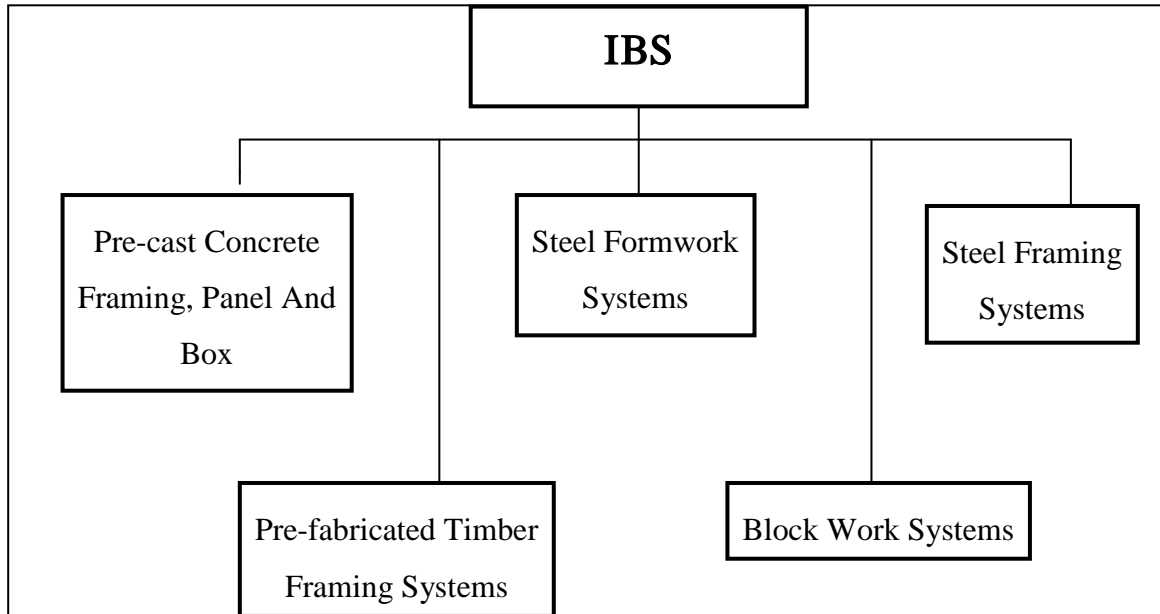 IBS
Pre-cast Concrete
Framing, Panel And
Box
Steel Formwork
Systems
Steel Framing
Systems
Pre-fabricated Timber
Framing Systems
Block Work Systems